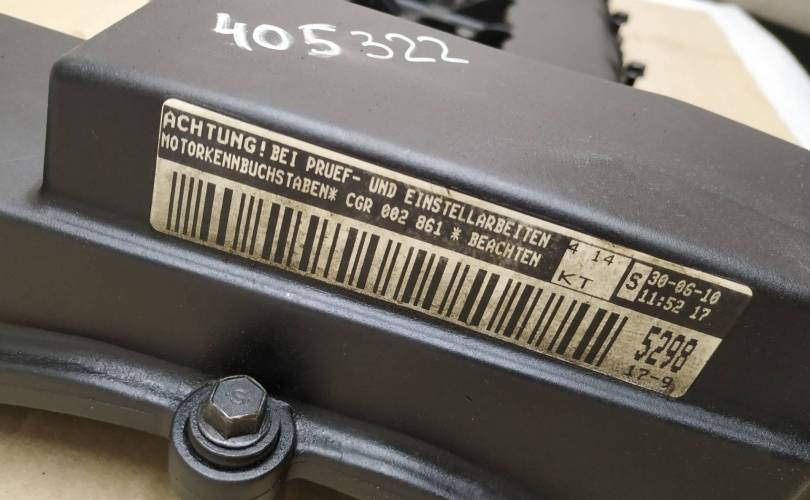 405322
ACHTUNG! BEI PRUEF- UND EINSTELLARBEITEN
MOTORKENNBUCHSTABEN* CGR 002 861 * BEACHTEN
4 14
KT
S
30-06-10
11:52 17
5298
17-9